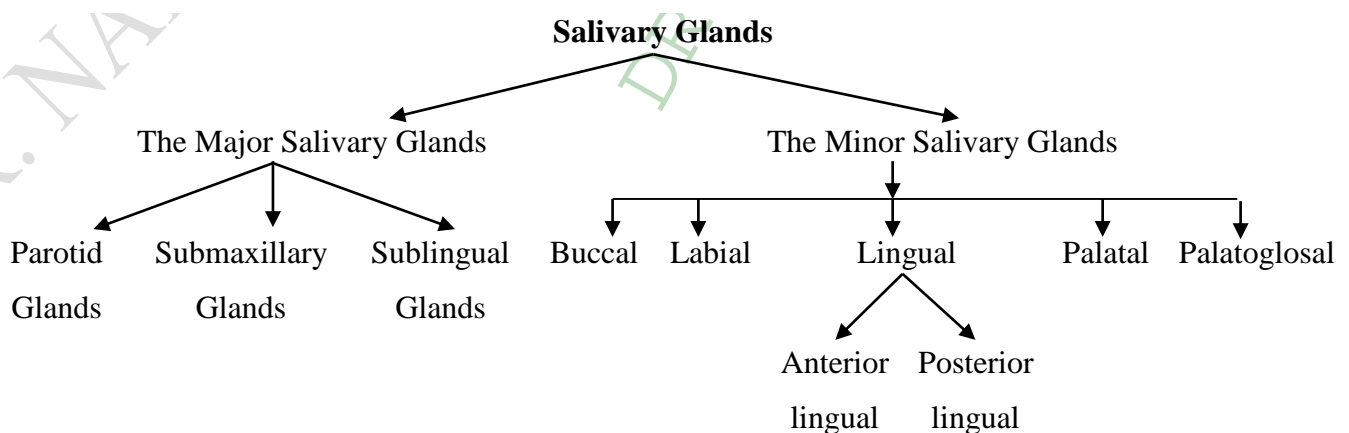 Salivary Glands
The Major Salivary Glands The Minor Salivary Glands
Parotid Submaxillary Sublingual Buccal Labial Lingual Palatal Palatoglosal
Glands Glands Glands
Anterior Posterior
lingual lingual